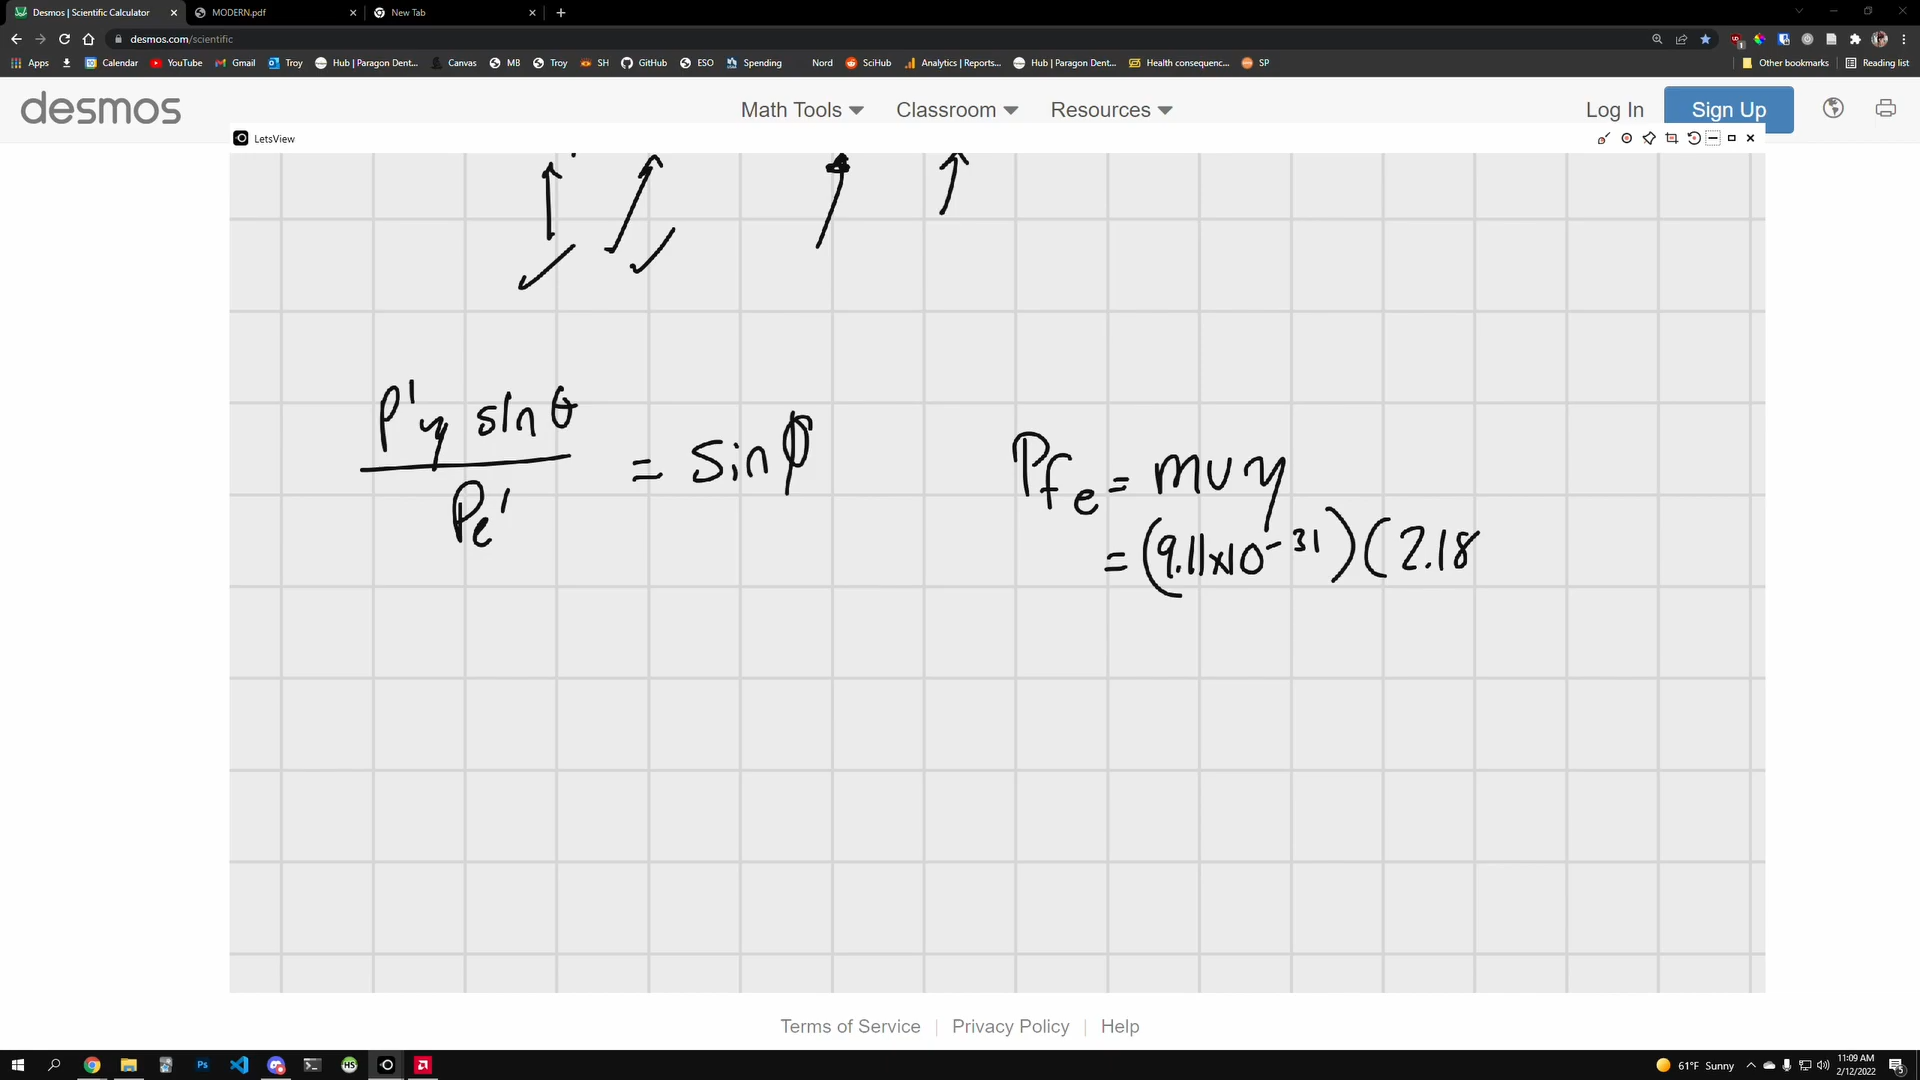 Desmos | Scientific Calculator
MODERN.pdf
New Tab
desmos.com/scientific
Apps
Calendar
YouTube
Gmail
Troy
Hub | Paragon Dent...
Canvas
MB
Troy
SH
GitHub
ESO
Spending
Nord
SciHub
Analytics | Reports...
Hub | Paragon Dent...
Health consequenc...
SP
Other bookmarks
Reading list
desmos
Math Tools
Classroom
Resources
Log In
Sign Up
LetsView
P'γ sin θ
= sin φ
Pe'
Pfe = mvγ
= (9.11x10^-31)(2.18
Terms of Service | Privacy Policy | Help
61°F Sunny
11:09 AM
2/12/2022